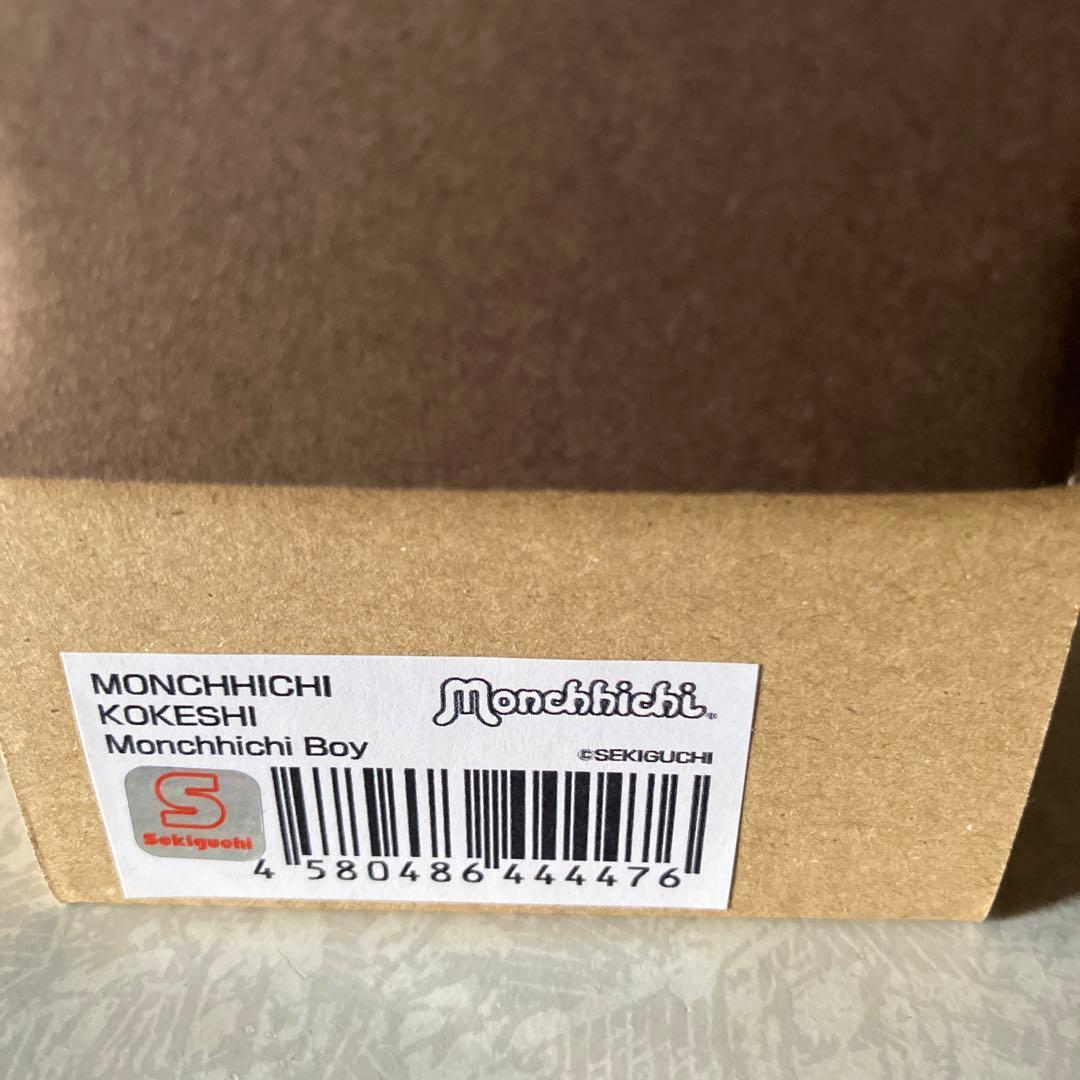 MONCHHICHI
KOKESHI
Monchhichi Boy
Monchhichi
©SEKIGUCHI
S
Sekiguchi
4 580486 444476